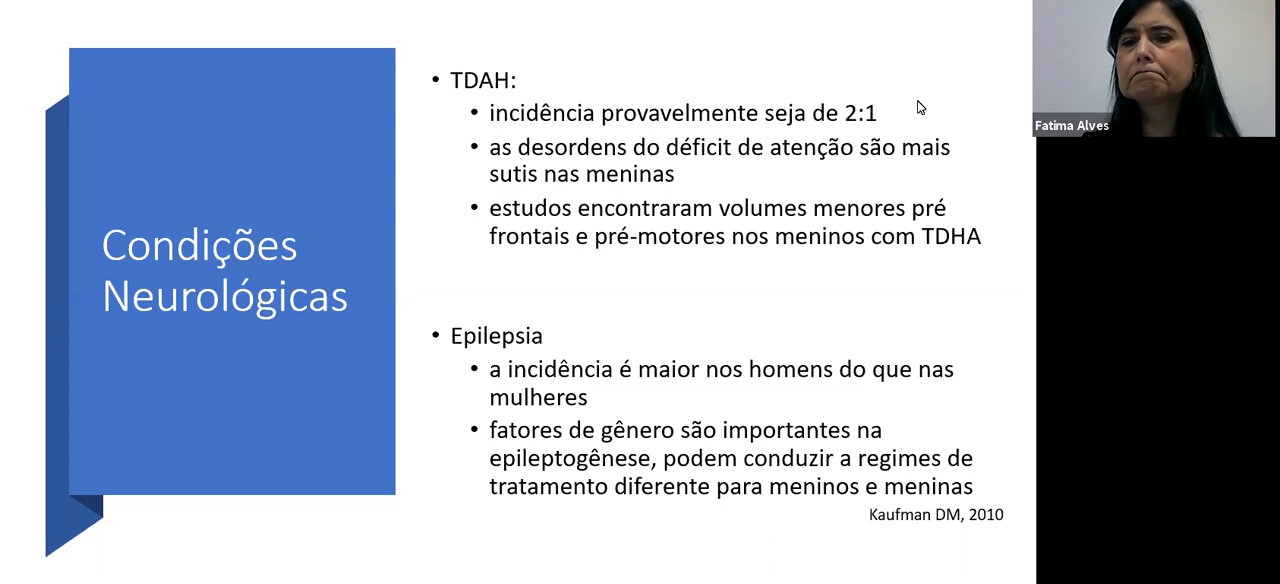 Condições
Neurológicas
• TDAH:
• incidência provavelmente seja de 2:1
• as desordens do déficit de atenção são mais
sutis nas meninas
• estudos encontraram volumes menores pré
frontais e pré-motores nos meninos com TDHA
• Epilepsia
• a incidência é maior nos homens do que nas
mulheres
• fatores de gênero são importantes na
epileptogênese, podem conduzir a regimes de
tratamento diferente para meninos e meninas
Kaufman DM, 2010
Fatima Alves